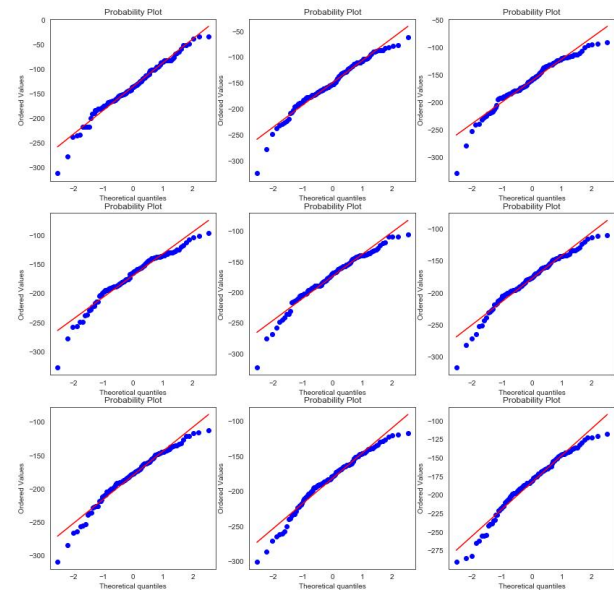 Probability Plot Probability Plot Probability Plot
0 -50 -100 -150 -200 -250 -300
Ordered Values
-2 -1 0 1 2
Theoretical quantiles
-50 -100 -150 -200 -250 -300
Ordered Values
-2 -1 0 1 2
Theoretical quantiles
-50 -100 -150 -200 -250 -300
Ordered Values
-2 -1 0 1 2
Theoretical quantiles
Probability Plot Probability Plot Probability Plot
-100 -150 -200 -250 -300
Ordered Values
-2 -1 0 1 2
Theoretical quantiles
-100 -150 -200 -250 -300
Ordered Values
-2 -1 0 1 2
Theoretical quantiles
-100 -150 -200 -250 -300
Ordered Values
-2 -1 0 1 2
Theoretical quantiles
Probability Plot Probability Plot Probability Plot
-100 -150 -200 -250 -300
Ordered Values
-2 -1 0 1 2
Theoretical quantiles
-100 -150 -200 -250 -300
Ordered Values
-2 -1 0 1 2
Theoretical quantiles
-100 -125 -150 -175 -200 -225 -250 -275
Ordered Values
-2 -1 0 1 2
Theoretical quantiles